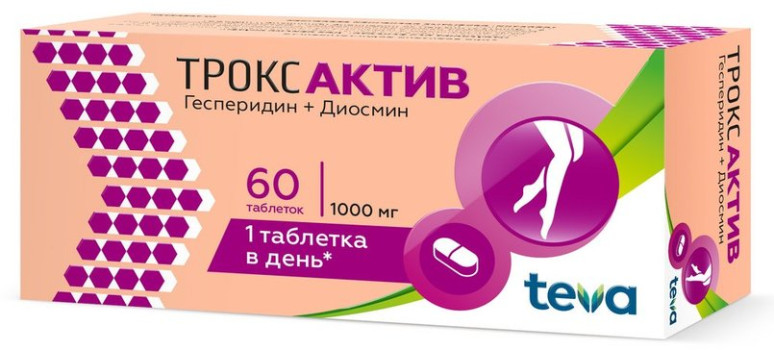 ТРОКСАКТИВ
Гесперидин + Диосмин
60
таблеток
1000 мг
1 таблетка
в день*
teva
ТРОКСАКТИВ
Гесперидин + Диосмин
teva